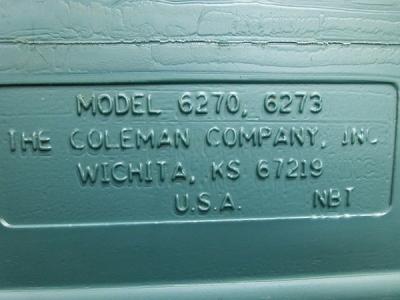 MODEL 6270, 6273
THE COLEMAN COMPANY, INC
WICHITA, KS 67219
U.S.A. NBT